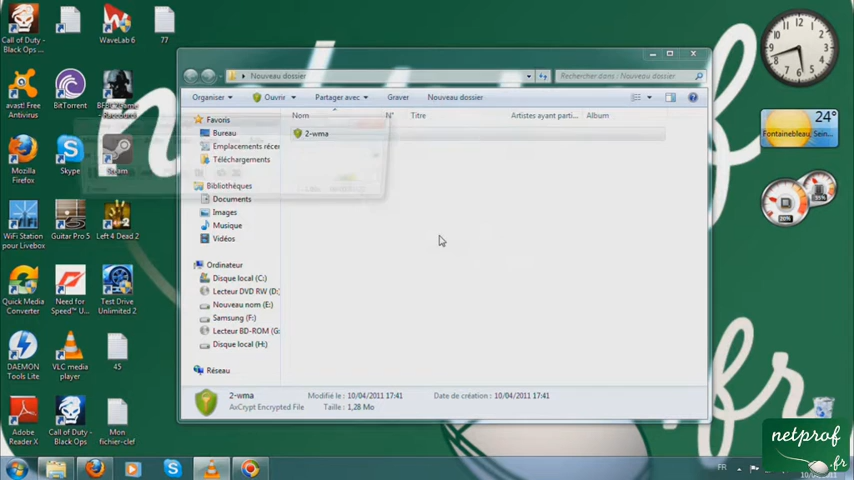 Call of Duty -
Black Ops ...
WaveLab 6
77
avast! Free
Antivirus
BitTorrent
Mozilla
Firefox
Skype
Steam
WiFi Station
pour Livebox
Guitar Pro 5
Left 4 Dead 2
Quick Media
Converter
Need for
Speed™ U...
Test Drive
Unlimited 2
DAEMON
Tools Lite
VLC media
player
45
Adobe
Reader X
Call of Duty -
Black Ops
Mon
fichier-clef
Nouveau dossier
Rechercher dans : Nouveau dossier
Organiser
Ouvrir
Partager avec
Graver
Nouveau dossier
Nom
N°
Titre
Artistes ayant parti...
Album
2-wma
Favoris
Bureau
Emplacements récen
Téléchargements
Bibliothèques
Documents
Images
Musique
Vidéos
Ordinateur
Disque local (C:)
Lecteur DVD RW (D:
Nouveau nom (E:)
Samsung (F:)
Lecteur BD-ROM (G:
Disque local (H:)
Réseau
2-wma
Modifié le : 10/04/2011 17:41
Date de création : 10/04/2011 17:41
AxCrypt Encrypted File
Taille : 1,28 Mo
24°
Fontainebleau, Sein...
20%
.fr
FR
netprof
.fr